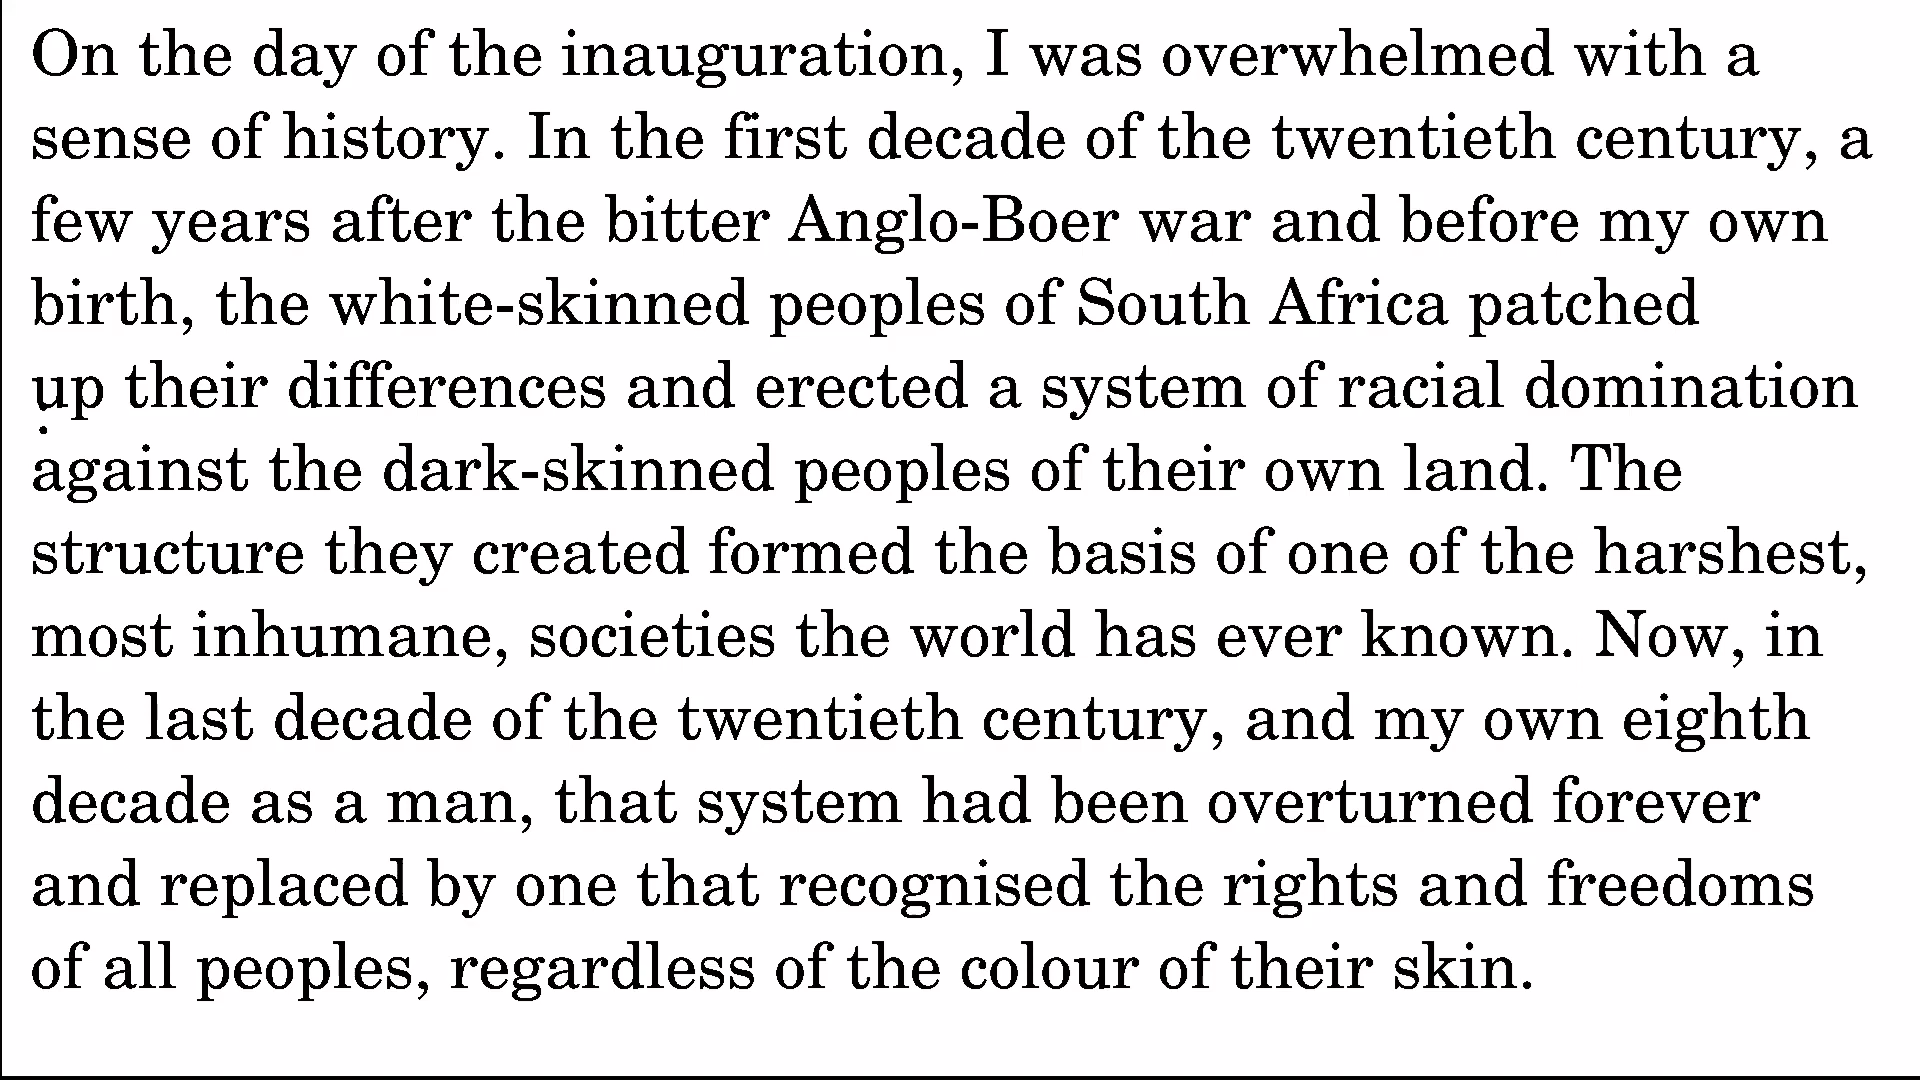 On the day of the inauguration, I was overwhelmed with a
sense of history. In the first decade of the twentieth century, a
few years after the bitter Anglo-Boer war and before my own
birth, the white-skinned peoples of South Africa patched
up their differences and erected a system of racial domination
against the dark-skinned peoples of their own land. The
structure they created formed the basis of one of the harshest,
most inhumane, societies the world has ever known. Now, in
the last decade of the twentieth century, and my own eighth
decade as a man, that system had been overturned forever
and replaced by one that recognised the rights and freedoms
of all peoples, regardless of the colour of their skin.